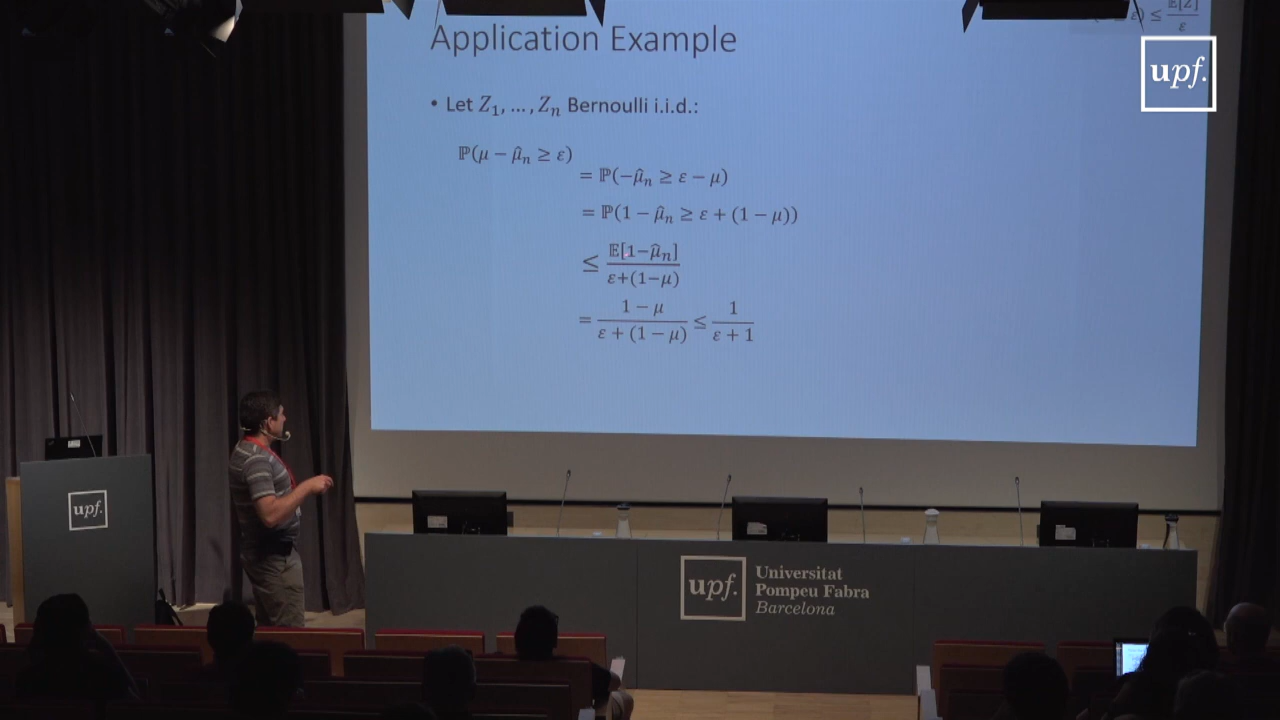 Application Example
≤ 𝔼[Z]/ε
upf.
• Let Z₁, … , Zₙ Bernoulli i.i.d.:
ℙ(μ − μ̂ₙ ≥ ε)
= ℙ(−μ̂ₙ ≥ ε − μ)
= ℙ(1 − μ̂ₙ ≥ ε + (1 − μ))
≤ 𝔼[1−μ̂ₙ]/ε+(1−μ)
= 1 − μ/ε + (1 − μ) ≤ 1/ε + 1
upf.
upf.
Universitat
Pompeu Fabra
Barcelona